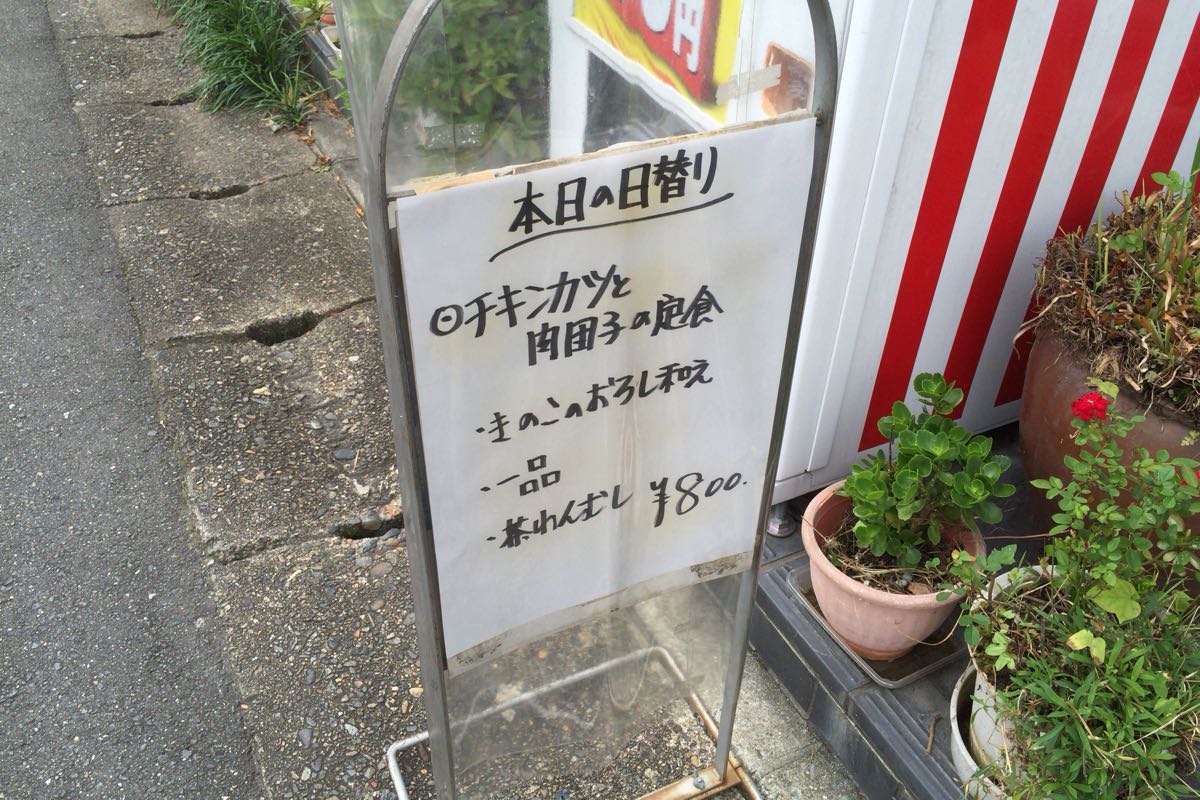 円
本日の日替り
◎チキンカツと
肉団子の定食
・きのこのおろし和え
・一品
・茶わんむし ¥800.